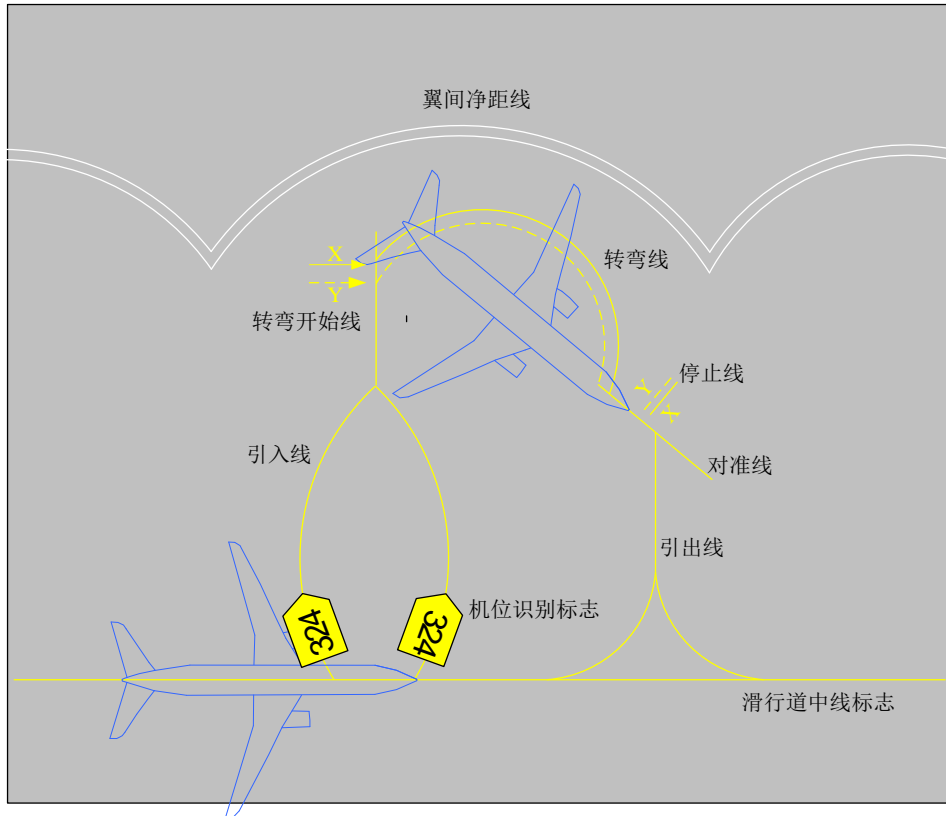 翼间净距线
X
转弯线
Y
转弯开始线
停止线
Y
X
引入线
对准线
引出线
324
324
机位识别标志
滑行道中线标志